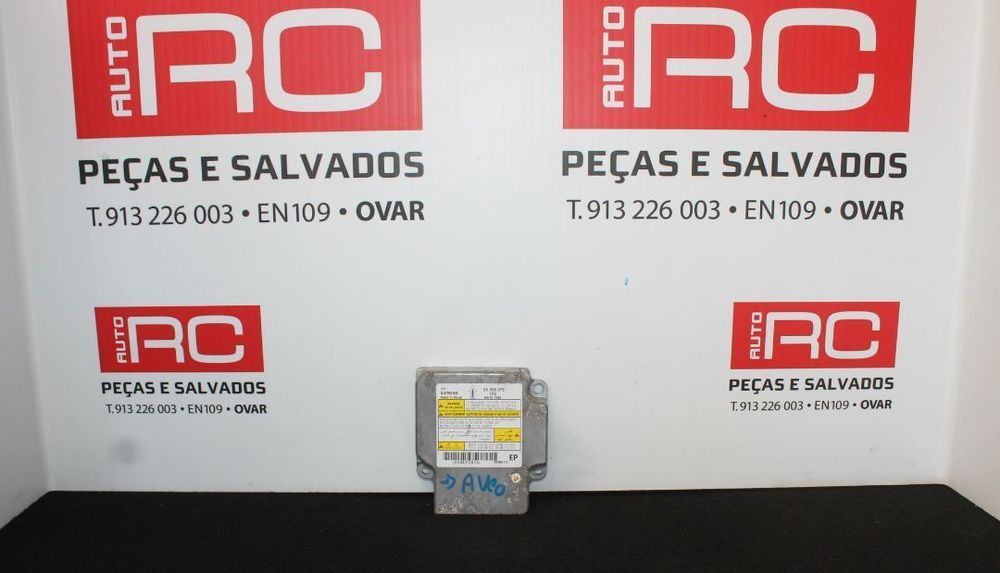 AUTO RC
PEÇAS E SALVADOS
T. 913 226 003 • EN109 • OVAR
AUTO RC
PEÇAS E SALVADOS
T. 913 226 003 • EN109 • OVAR
AUTO RC
PEÇAS E SALVADOS
T. 913 226 003 • EN109 • OVAR
AUTO RC
PEÇAS E SALVADOS
T. 913 226 003 • EN109 • OVAR
SIEMENS
EP
AVEO